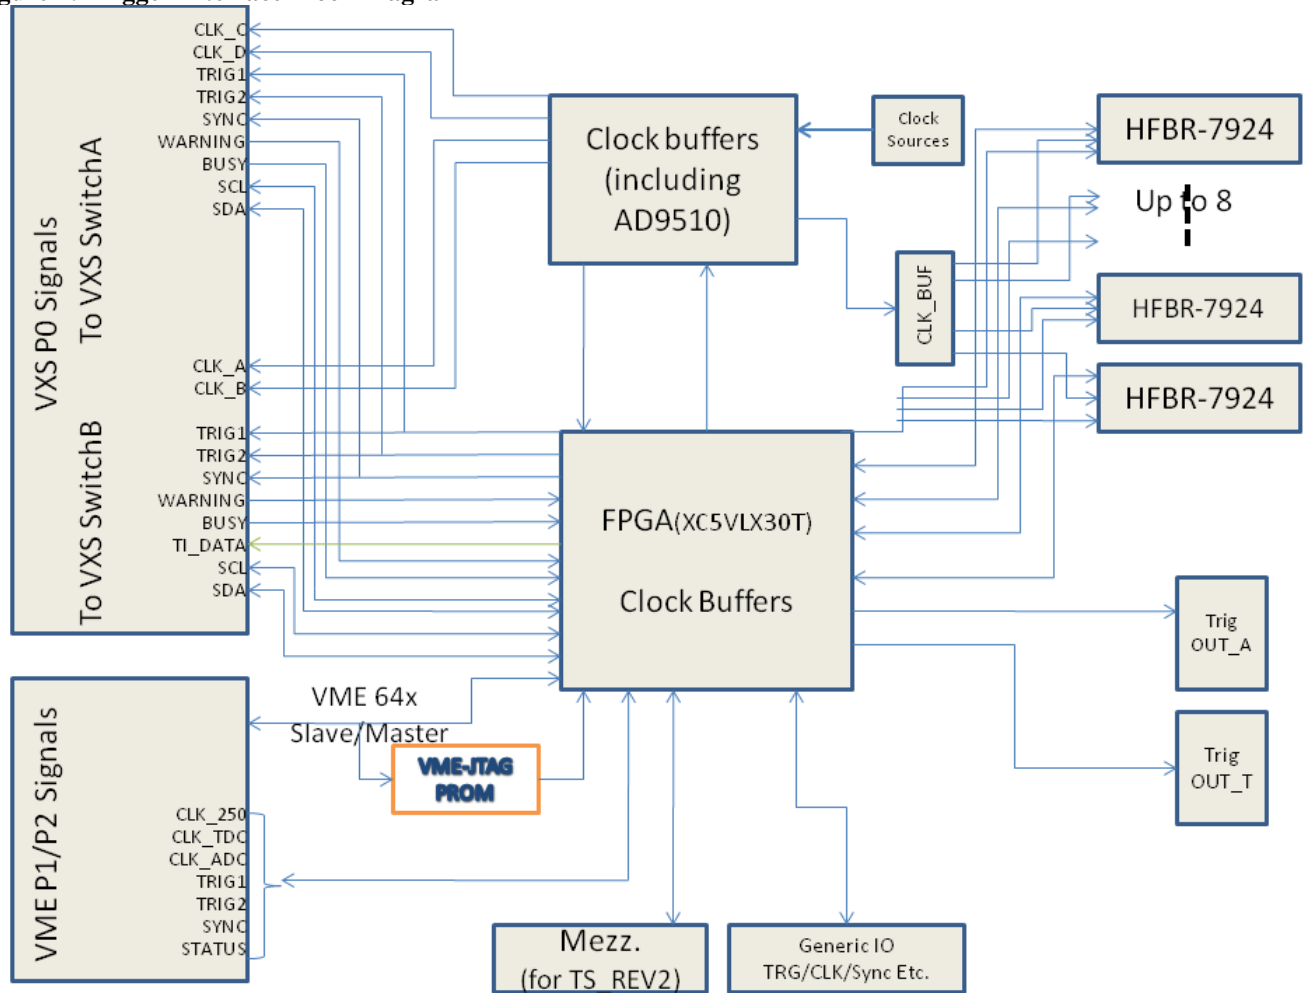 CLK_C
CLK_D
TRIG1
TRIG2
SYNC
WARNING
BUSY
SCL
SDA
VXS P0 Signals
To VXS SwitchA
CLK_A
CLK_B
To VXS SwitchB
TRIG1
TRIG2
SYNC
WARNING
BUSY
TI_DATA
SCL
SDA
Clock buffers
(including
AD9510)
Clock
Sources
CLK_BUF
HFBR-7924
Up to 8
HFBR-7924
HFBR-7924
FPGA(XC5VLX30T)
Clock Buffers
Trig
OUT_A
Trig
OUT_T
VME 64x
Slave/Master
VME-JTAG
PROM
VME P1/P2 Signals
CLK_250
CLK_TDC
CLK_ADC
TRIG1
TRIG2
SYNC
STATUS
Mezz.
(for TS_REV2)
Generic IO
TRG/CLK/Sync Etc.